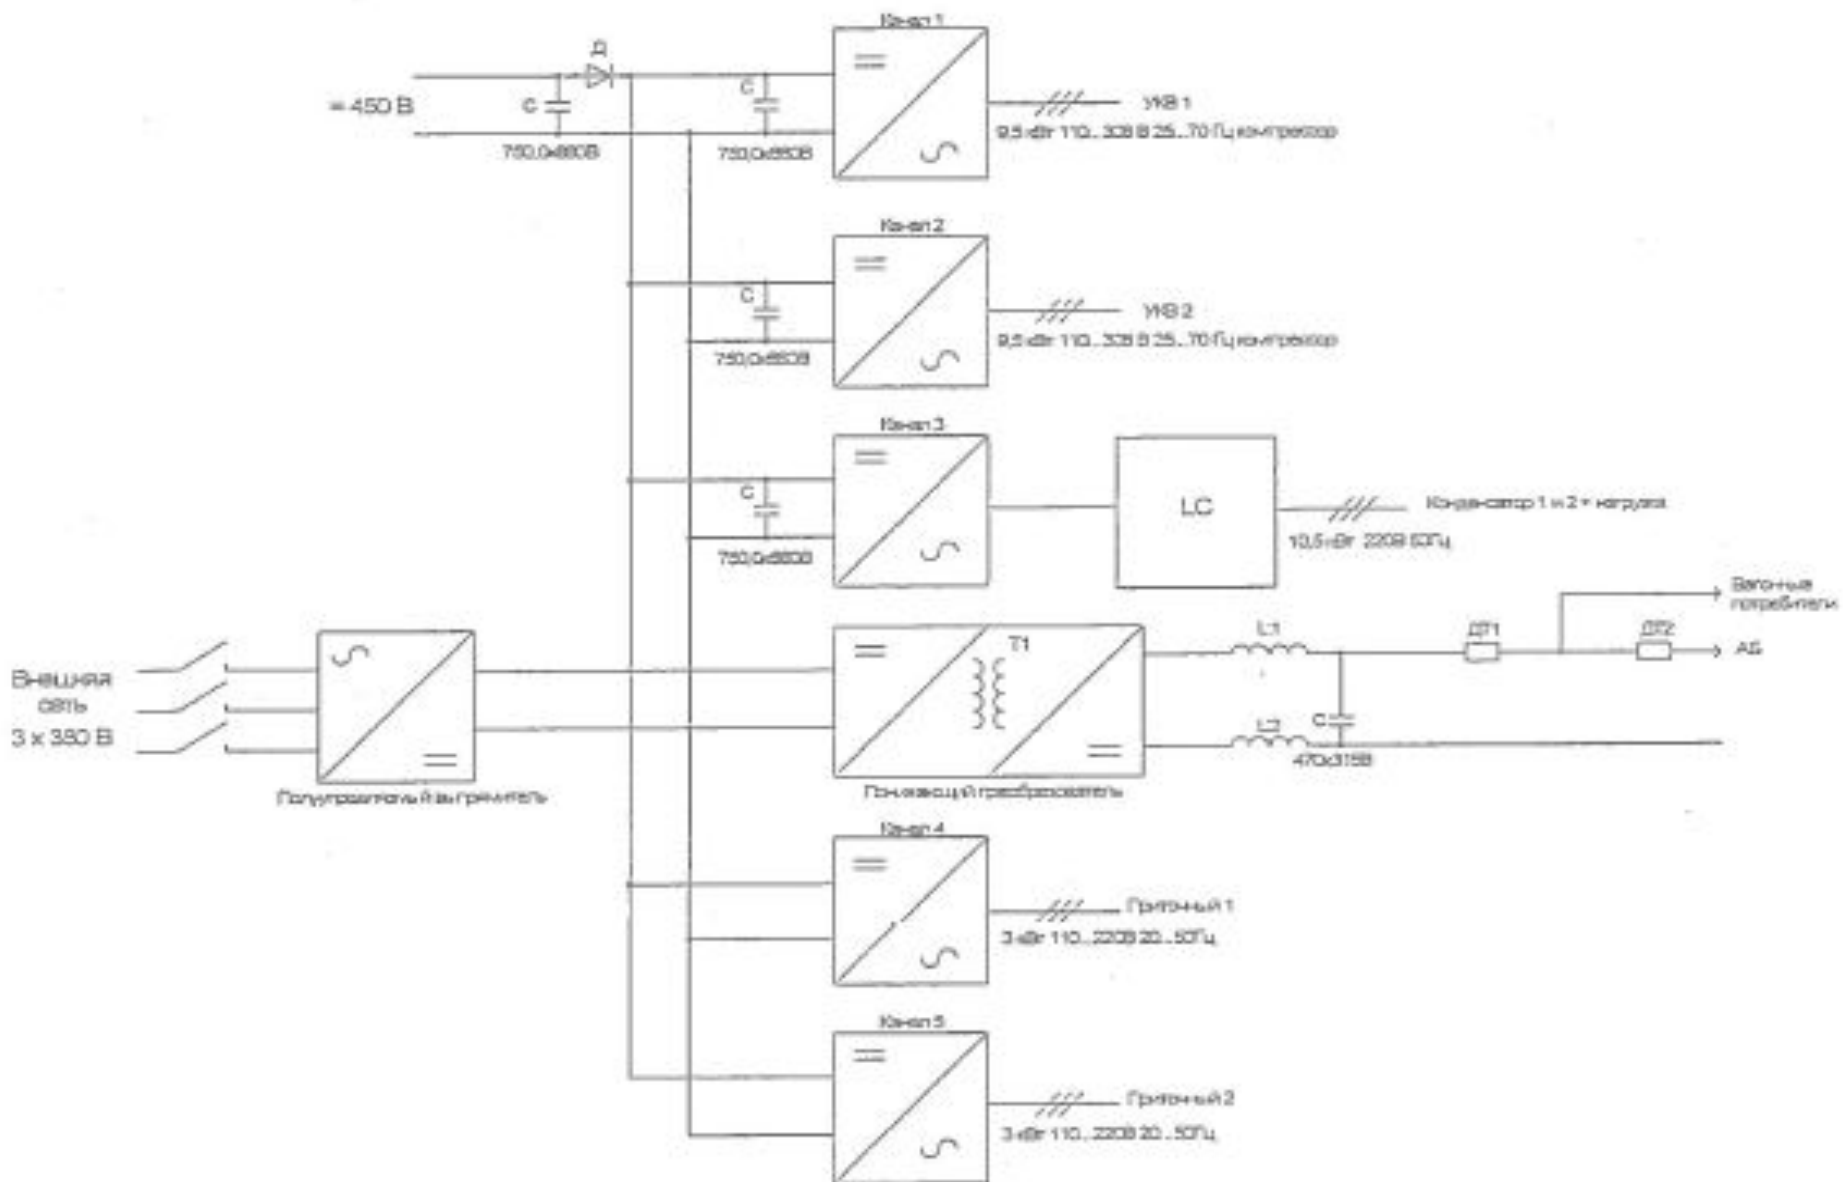 Канал 1
Д
= 450 В
С
С
УКВ 1
9,5 кВт 110...308 В 25...70 Гц компрессор
750,0х880В
750,0х880В
Канал 2
С
УКВ 2
9,5 кВт 110...308 В 25...70 Гц компрессор
750,0х880В
Канал 3
С
LC
Конденсатор 1 и 2 + нагрузка
10,5 кВт 220В 50Гц
750,0х880В
Вагонные
потребители
L1
ДТ1
ДТ2
АБ
Т1
Внешняя
сеть
3 х 380 В
L2
С
470х315В
Полууправляемый выпрямитель
Понижающий преобразователь
Канал 4
Приточный 1
3 кВт 110...220В 20...50Гц
Канал 5
Приточный 2
3 кВт 110...220В 20...50Гц